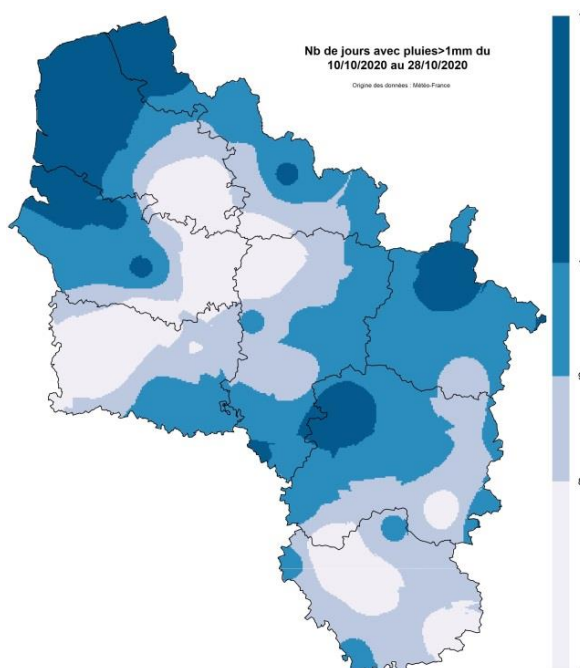 Nb de jours avec pluies>1mm du
10/10/2020 au 28/10/2020
Origine des données : Météo-France